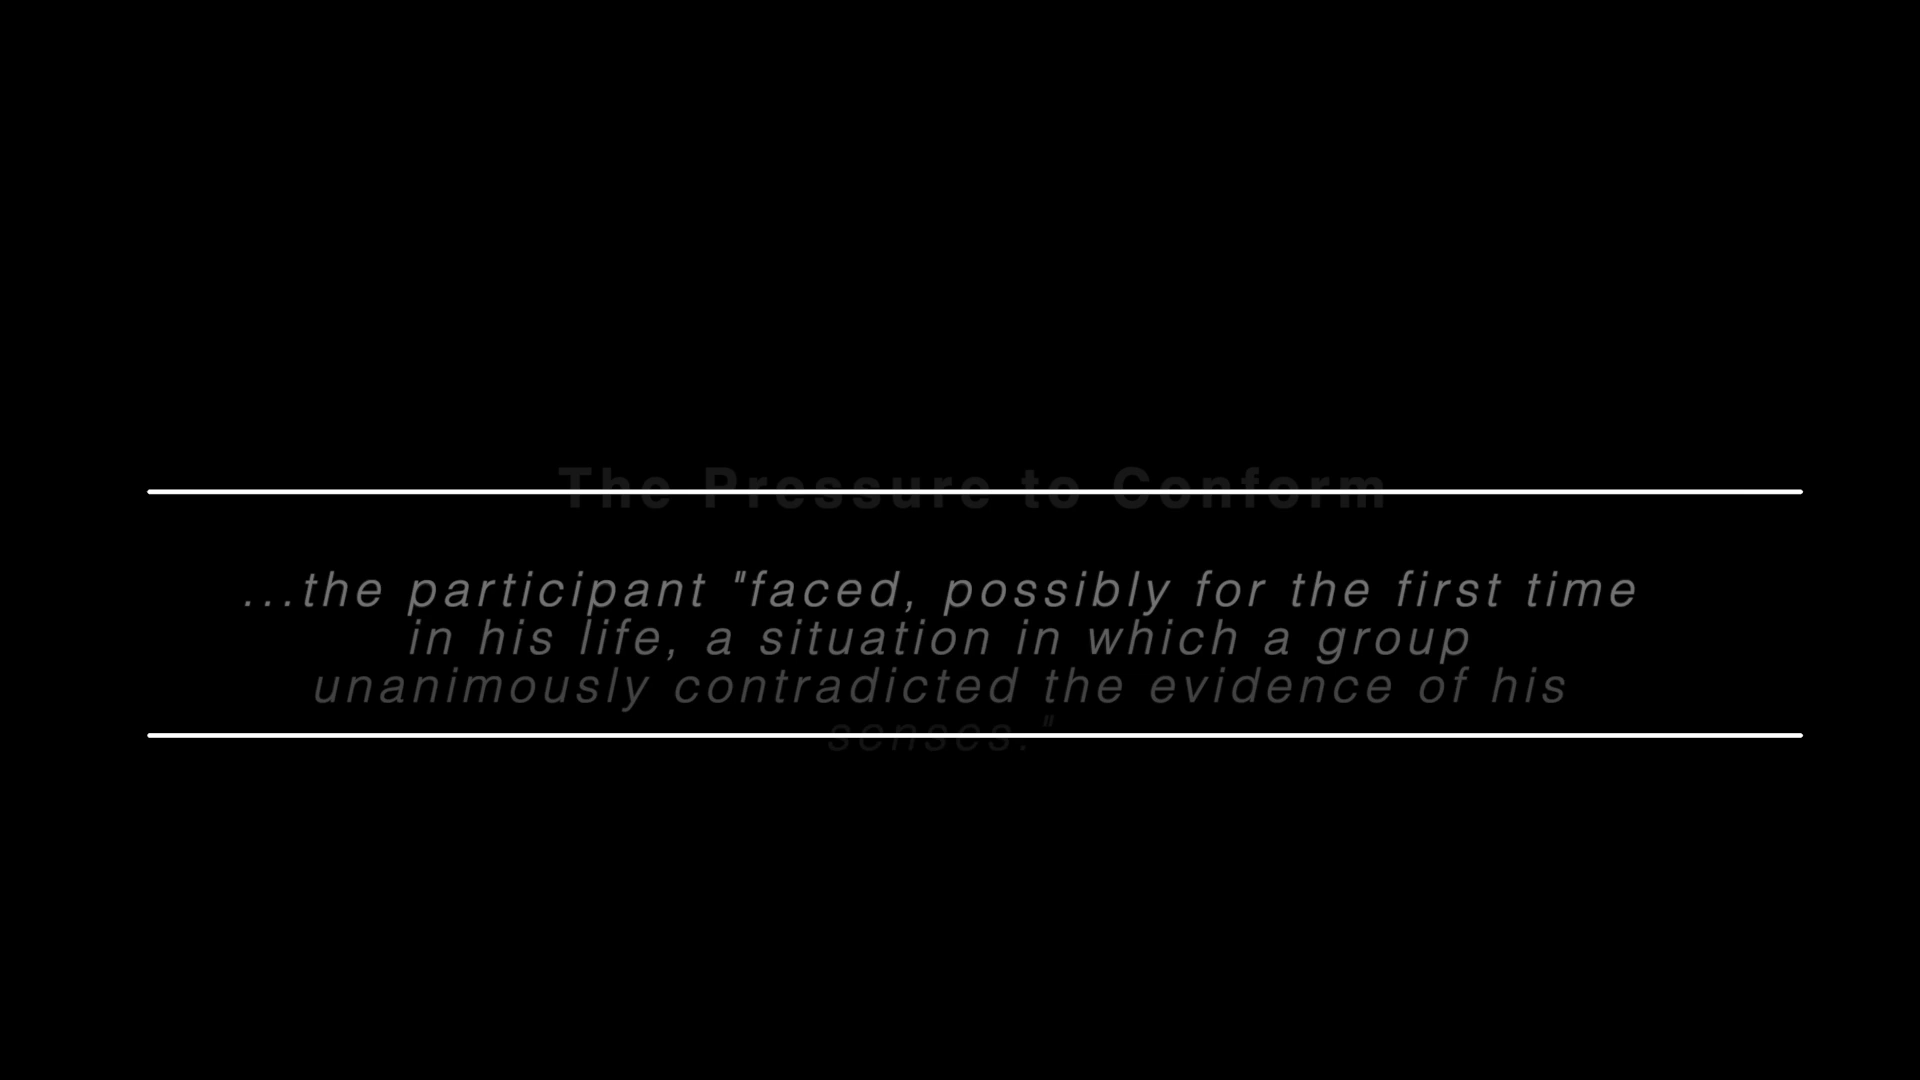 The Pressure to Conform
...the participant "faced, possibly for the first time
in his life, a situation in which a group
unanimously contradicted the evidence of his
senses."